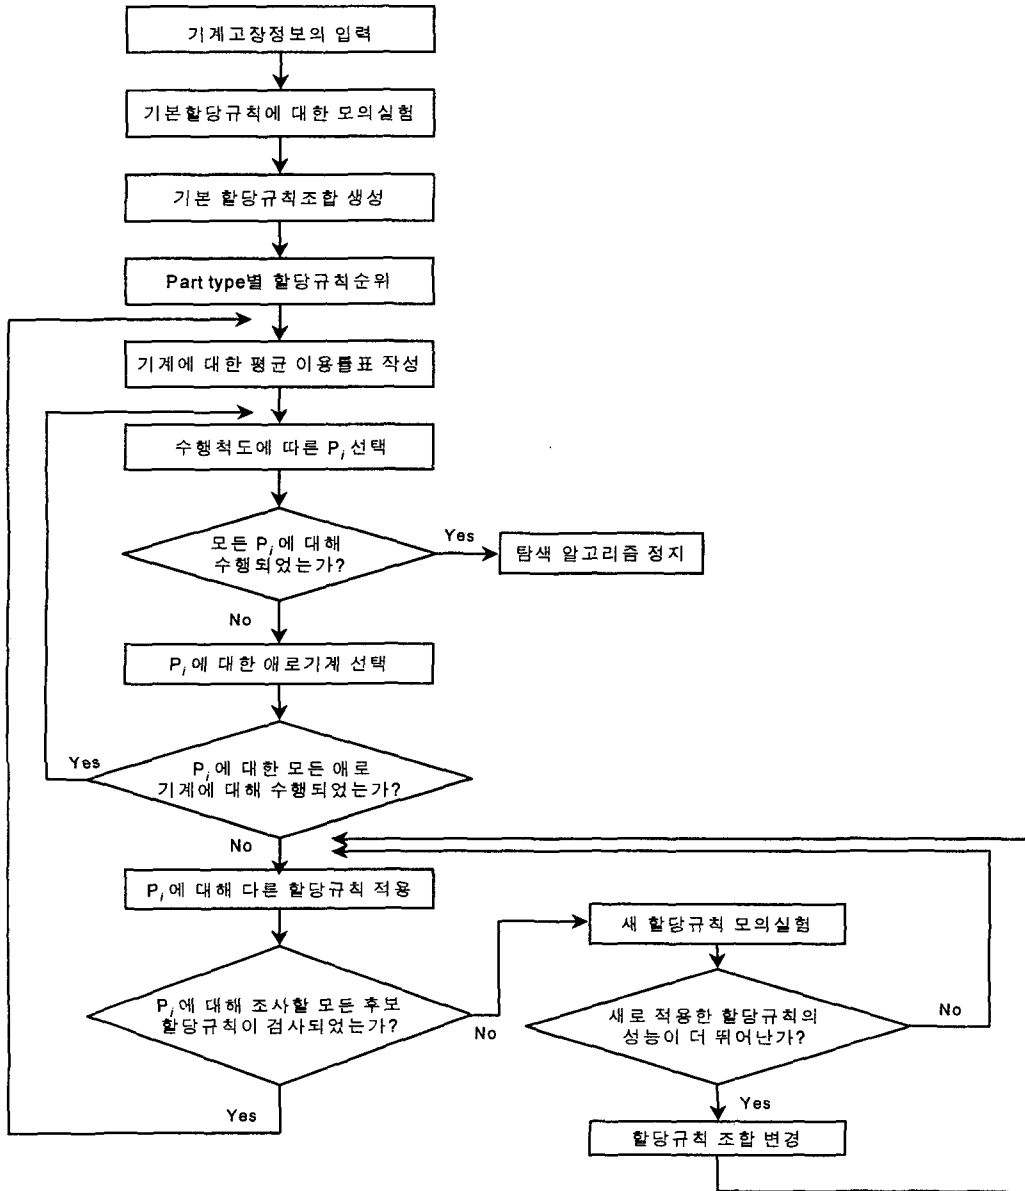 기계고장정보의 입력
기본할당규칙에 대한 모의실험
기본 할당규칙조합 생성
Part type별 할당규칙순위
기계에 대한 평균 이용률표 작성
수행척도에 따른 Pi 선택
모든 Pi 에 대해
수행되었는가?
Yes
탐색 알고리즘 정지
No
Pi 에 대한 애로기계 선택
Yes
Pi 에 대한 모든 애로
기계에 대해 수행되었는가?
No
Pi 에 대해 다른 할당규칙 적용
새 할당규칙 모의실험
Pi 에 대해 조사할 모든 후보
할당규칙이 검사되었는가?
No
새로 적용한 할당규칙의
성능이 더 뛰어난가?
No
Yes
Yes
할당규칙 조합 변경